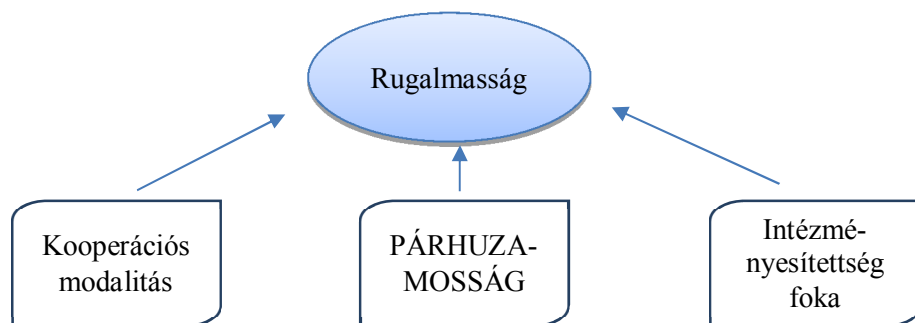 Rugalmasság
Kooperációs
modalitás
PÁRHUZA-
MOSSÁG
Intézmé-
nyesítettség
foka